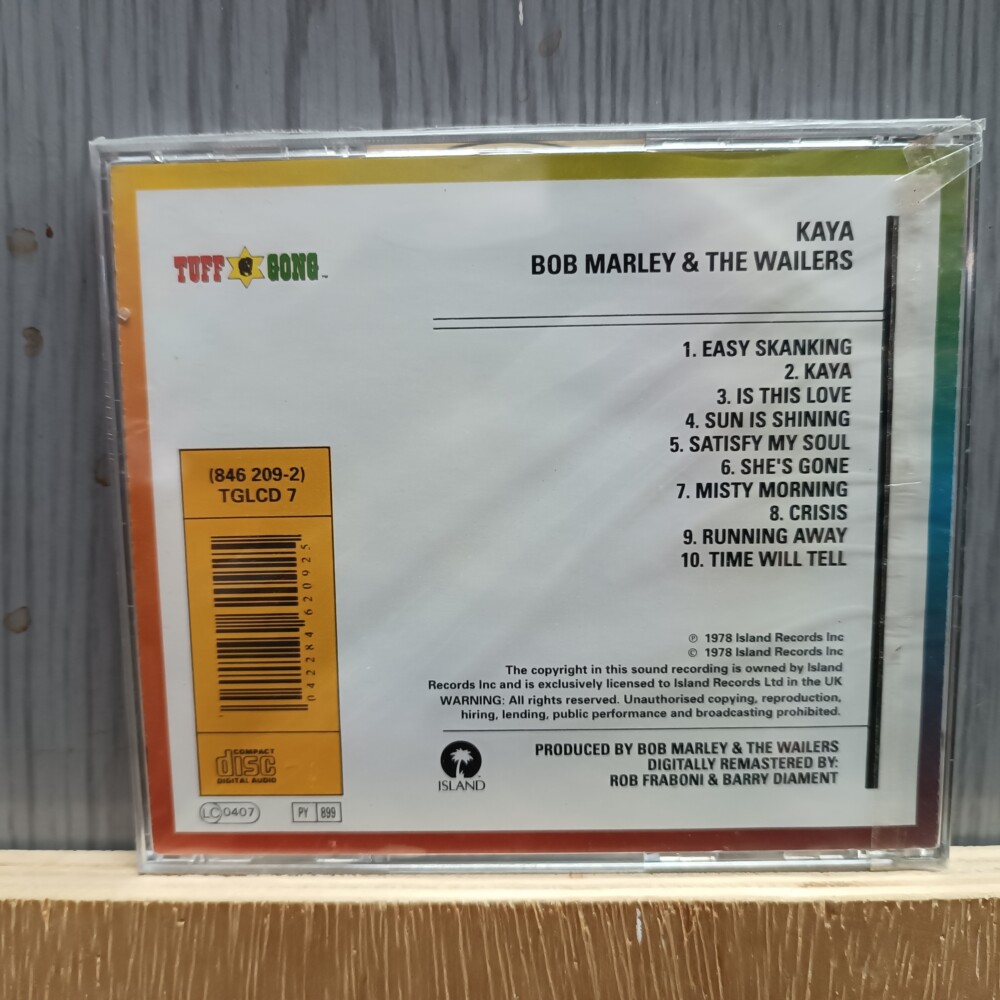 TUFF GONG ™
KAYA
BOB MARLEY & THE WAILERS
1. EASY SKANKING
2. KAYA
3. IS THIS LOVE
4. SUN IS SHINING
5. SATISFY MY SOUL
6. SHE'S GONE
7. MISTY MORNING
8. CRISIS
9. RUNNING AWAY
10. TIME WILL TELL
(846 209-2)
TGLCD 7
042284620925
COMPACT
disc
DIGITAL AUDIO
LC 0407
PY 899
℗ 1978 Island Records Inc
© 1978 Island Records Inc
The copyright in this sound recording is owned by Island
Records Inc and is exclusively licensed to Island Records Ltd in the UK
WARNING: All rights reserved. Unauthorised copying, reproduction,
hiring, lending, public performance and broadcasting prohibited.
ISLAND
PRODUCED BY BOB MARLEY & THE WAILERS
DIGITALLY REMASTERED BY:
ROB FRABONI & BARRY DIAMENT